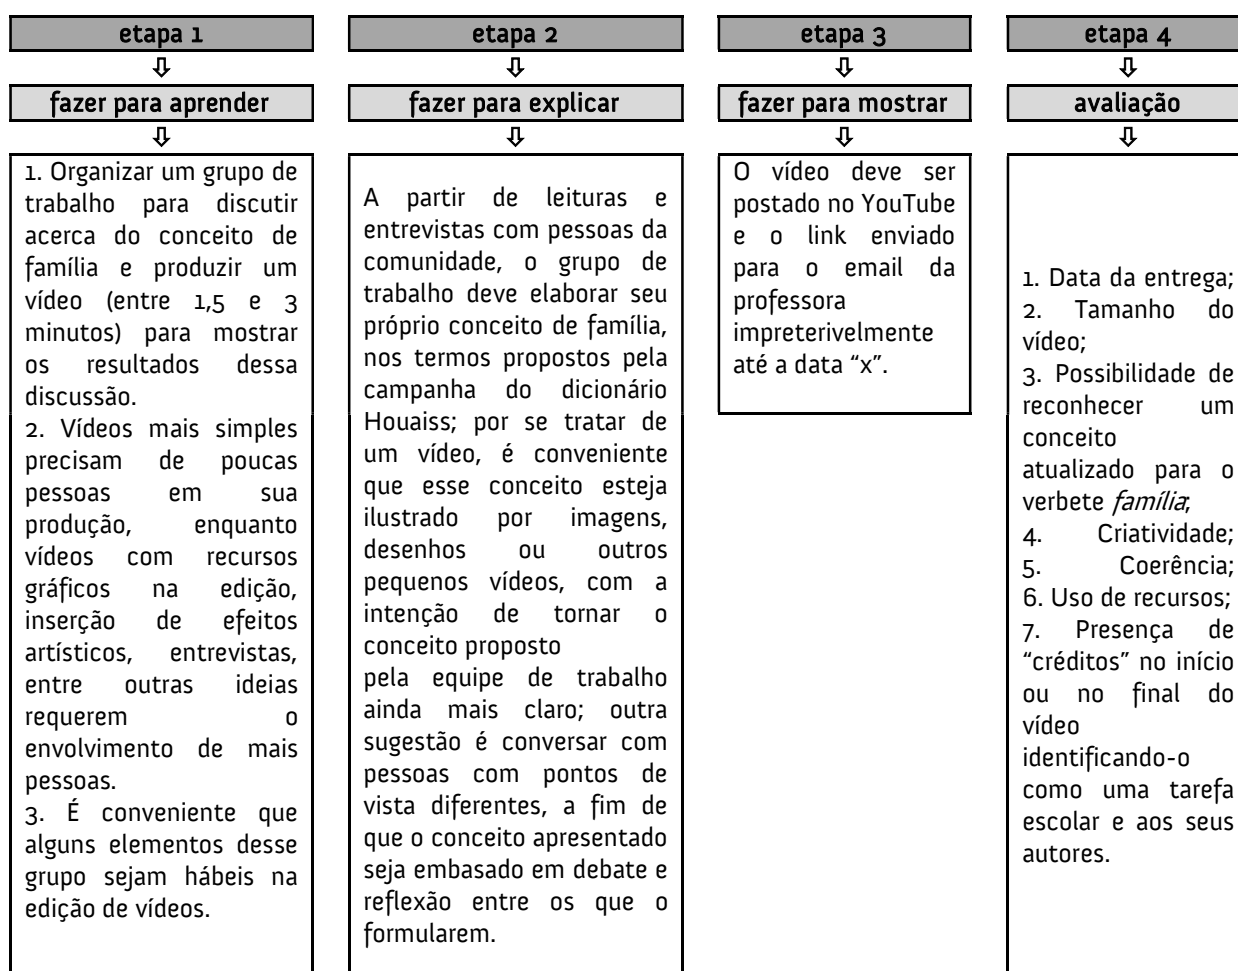 etapa 1
fazer para aprender
1. Organizar um grupo de
trabalho para discutir
acerca do conceito de
família e produzir um
vídeo (entre 1,5 e 3
minutos) para mostrar
os resultados dessa
discussão.
2. Vídeos mais simples
precisam de poucas
pessoas em sua
produção, enquanto
vídeos com recursos
gráficos na edição,
inserção de efeitos
artísticos, entrevistas,
entre outras ideias
requerem o
envolvimento de mais
pessoas.
3. É conveniente que
alguns elementos desse
grupo sejam hábeis na
edição de vídeos.
etapa 2
fazer para explicar
A partir de leituras e
entrevistas com pessoas da
comunidade, o grupo de
trabalho deve elaborar seu
próprio conceito de família,
nos termos propostos pela
campanha do dicionário
Houaiss; por se tratar de
um vídeo, é conveniente
que esse conceito esteja
ilustrado por imagens,
desenhos ou outros
pequenos vídeos, com a
intenção de tornar o
conceito proposto
pela equipe de trabalho
ainda mais claro; outra
sugestão é conversar com
pessoas com pontos de
vista diferentes, a fim de
que o conceito apresentado
seja embasado em debate e
reflexão entre os que o
formularem.
etapa 3
fazer para mostrar
O vídeo deve ser
postado no YouTube
e o link enviado
para o email da
professora
impreterivelmente
até a data “x”.
etapa 4
avaliação
1. Data da entrega;
2. Tamanho do
vídeo;
3. Possibilidade de
reconhecer um
conceito
atualizado para o
verbete família;
4. Criatividade;
5. Coerência;
6. Uso de recursos;
7. Presença de
“créditos” no início
ou no final do
vídeo
identificando-o
como uma tarefa
escolar e aos seus
autores.